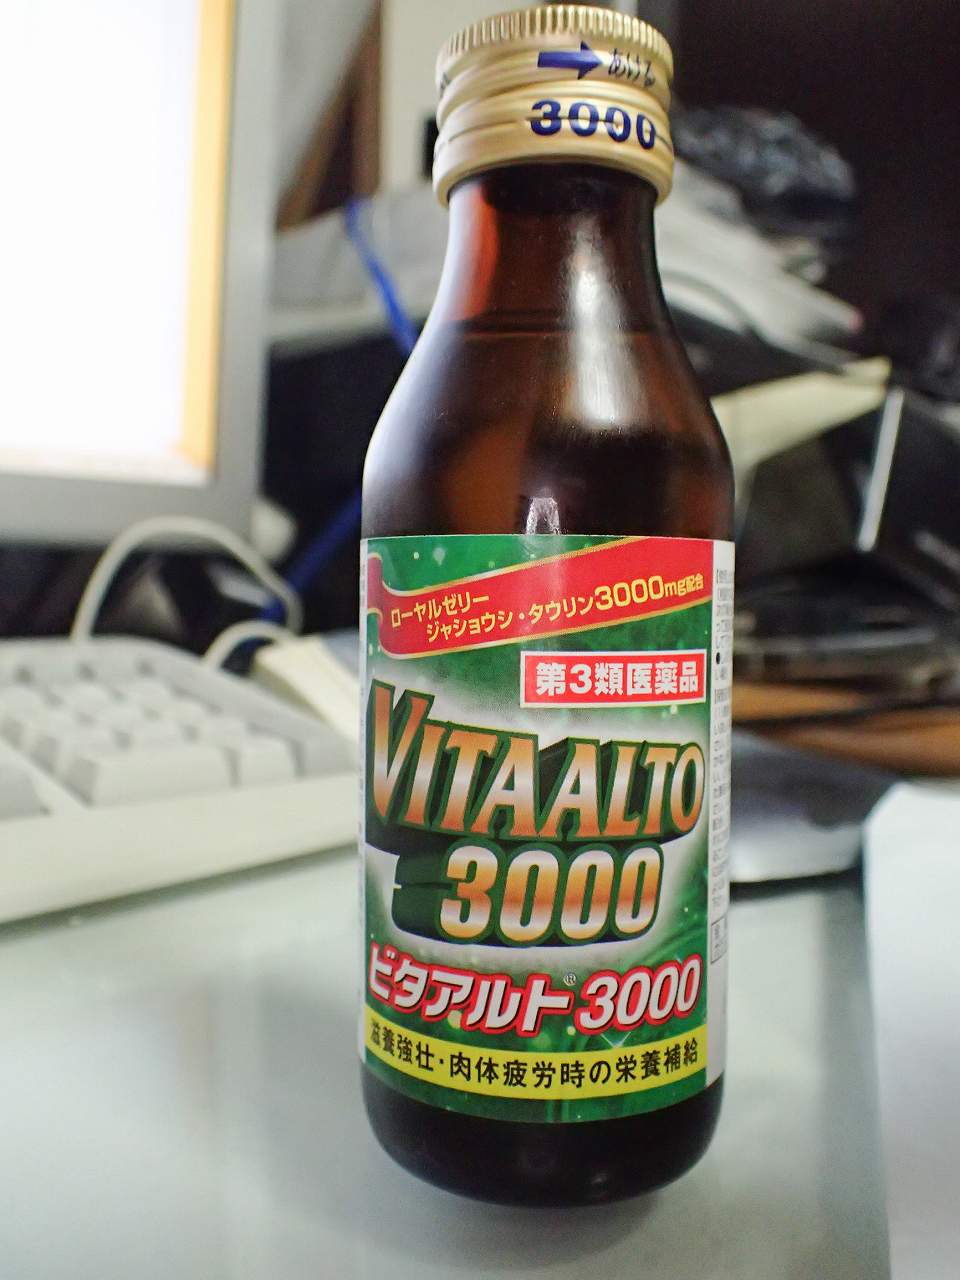 あける
3000
ローヤルゼリー
ジャショウシ・タウリン3000mg配合
第3類医薬品
VITAALTO
3000
ビタアルト®3000
滋養強壮・肉体疲労時の栄養補給